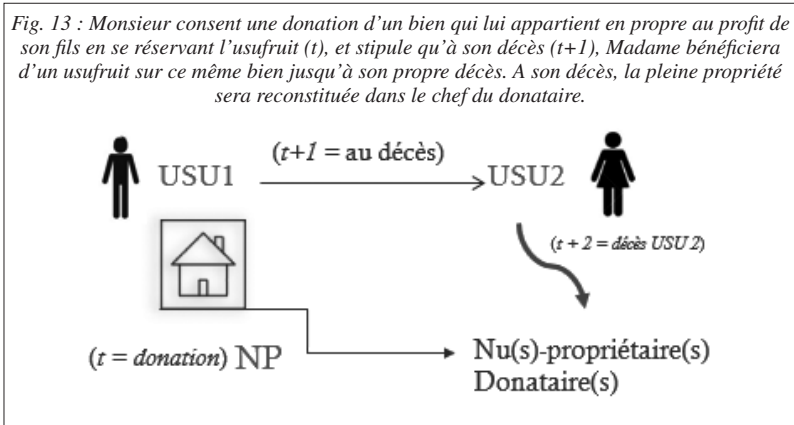 Fig. 13 : Monsieur consent une donation d’un bien qui lui appartient en propre au profit de
son fils en se réservant l’usufruit (t), et stipule qu’à son décès (t+1), Madame bénéficiera
d’un usufruit sur ce même bien jusqu’à son propre décès. A son décès, la pleine propriété
sera reconstituée dans le chef du donataire.
(t+1 = au décès)
USU1
USU2
(t + 2 = décès USU 2)
(t = donation) NP
Nu(s)-propriétaire(s)
Donataire(s)